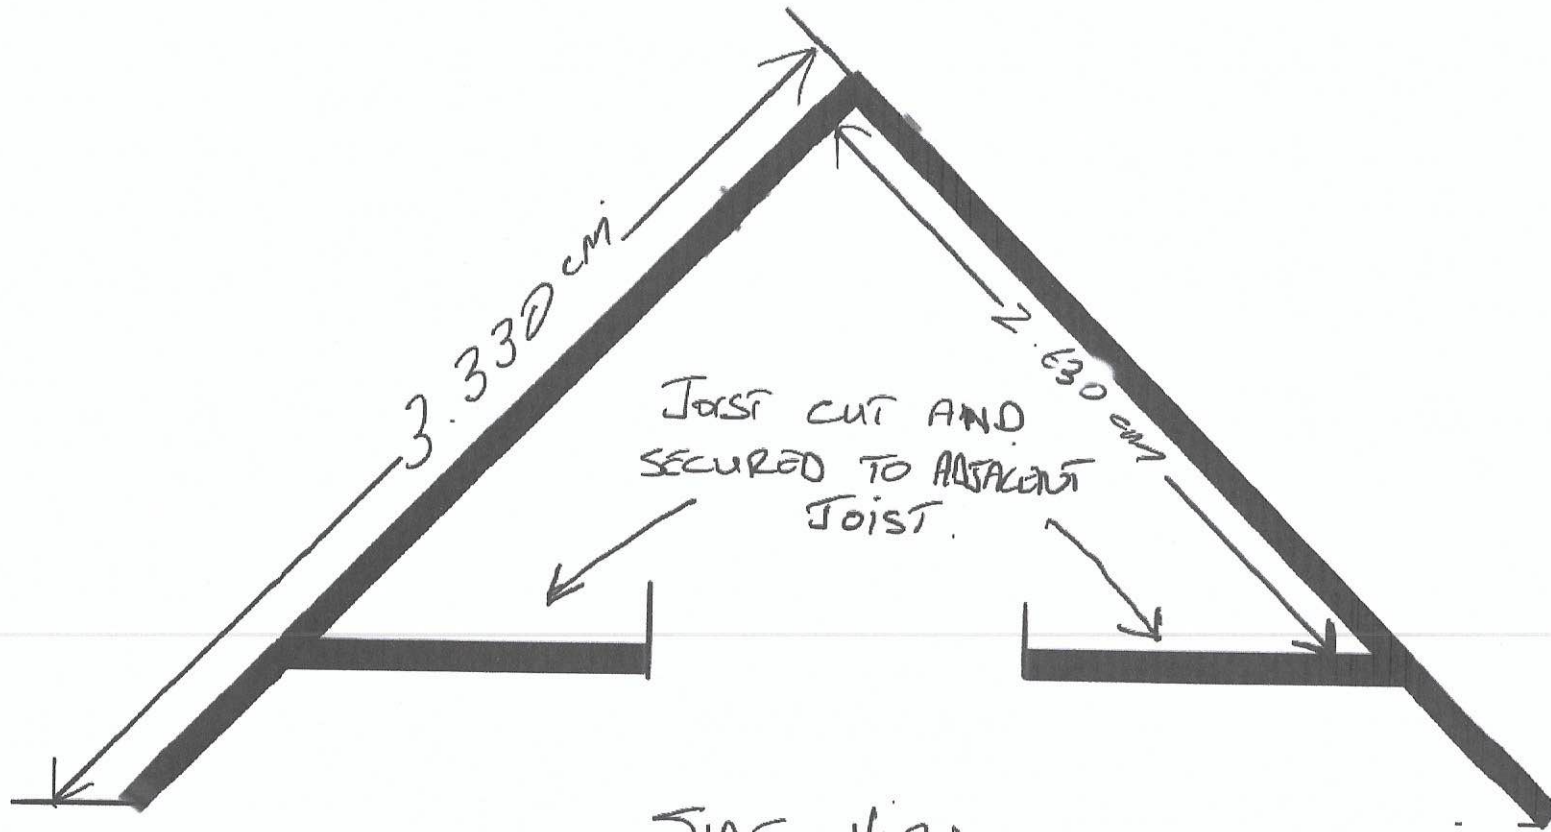 3.330 cm
2.630 cm
JOIST CUT AND
SECURED TO ADJACENT
JOIST.